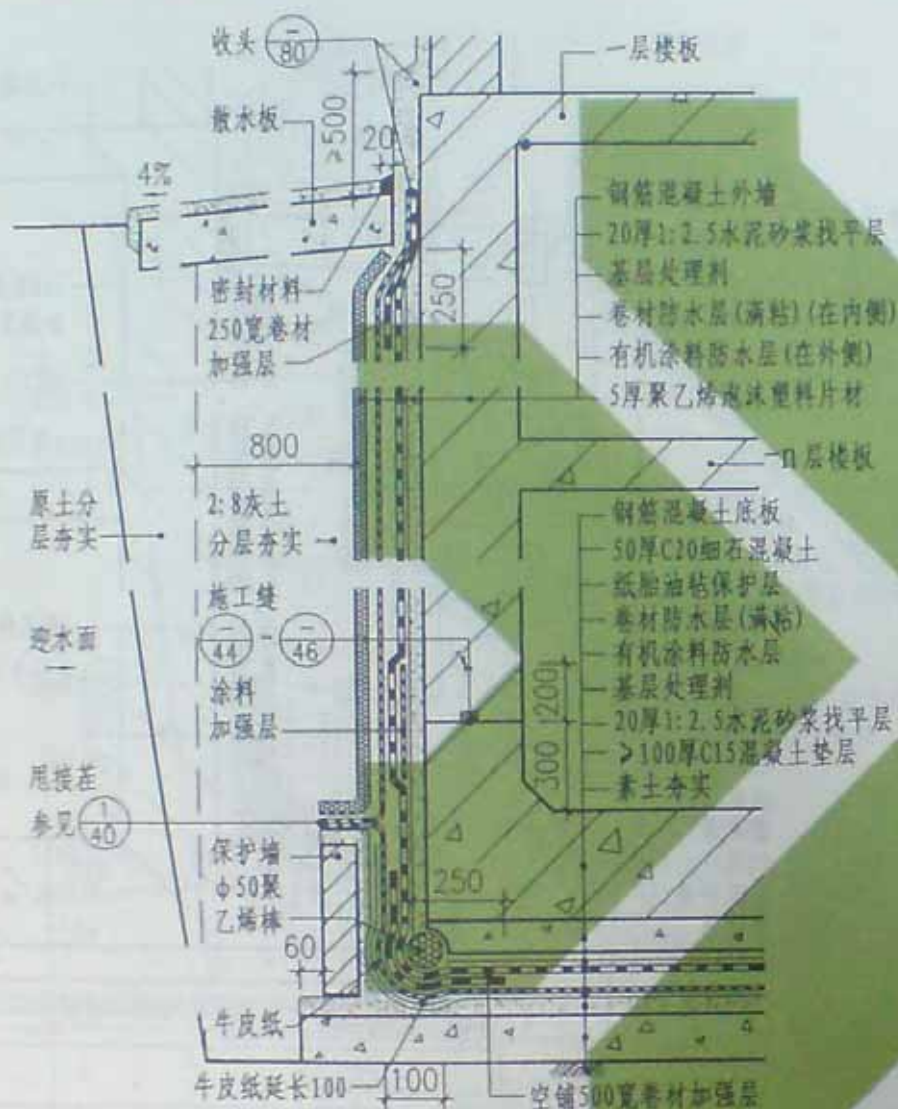 收头 — 80
一层楼板
散水板
≥500
20
4%
钢筋混凝土外墙
20厚1:2.5水泥砂浆找平层
基层处理剂
卷材防水层(满粘)(在内侧)
有机涂料防水层(在外侧)
5厚聚乙烯泡沫塑料片材
密封材料
250宽卷材
加强层
250
800
-n层楼板
原土分
层夯实
2:8灰土
分层夯实
钢筋混凝土底板
50厚C20细石混凝土
纸胎油毡保护层
卷材防水层(满粘)
有机涂料防水层
基层处理剂
20厚1:2.5水泥砂浆找平层
≥100厚C15混凝土垫层
素土夯实
施工缝
— 44 - — 46
迎水面
涂料
加强层
200
300
甩接茬
参见 1 40
保护墙
φ50聚
乙烯棒
250
60
牛皮纸
牛皮纸延长100
100
空铺500宽卷材加强层